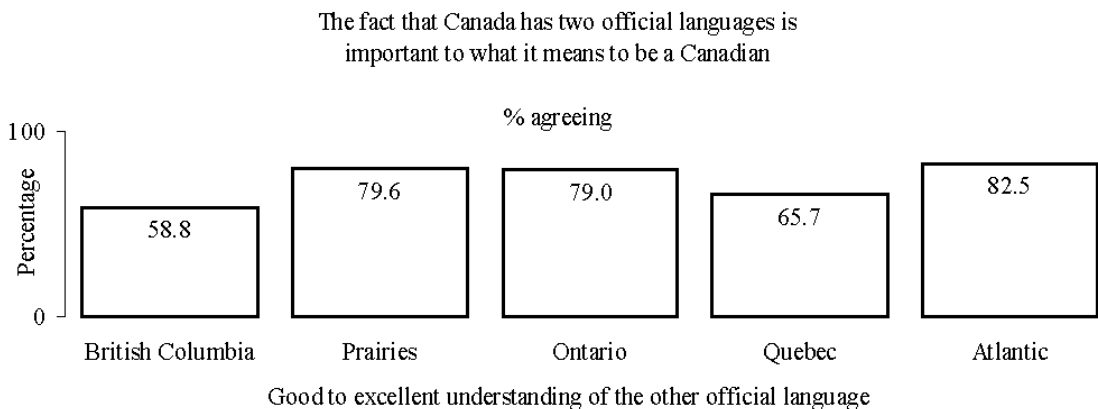 The fact that Canada has two official languages is
important to what it means to be a Canadian
% agreeing
100
Percentage
0
58.8
79.6
79.0
65.7
82.5
British Columbia
Prairies
Ontario
Quebec
Atlantic
Good to excellent understanding of the other official language